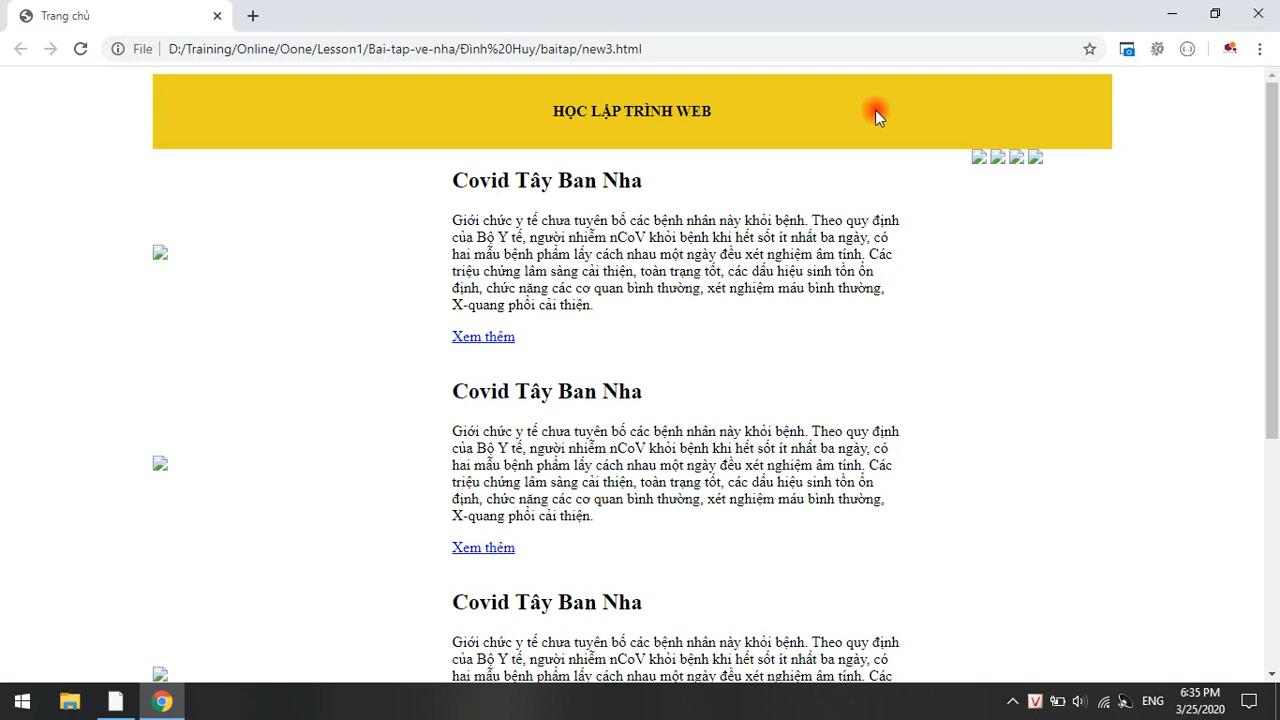 Trang chủ
File
D:/Training/Online/Oone/Lesson1/Bai-tap-ve-nha/Đình%20Huy/baitap/new3.html
HỌC LẬP TRÌNH WEB
Covid Tây Ban Nha
Giới chức y tế chưa tuyên bố các bệnh nhân này khỏi bệnh. Theo quy định
của Bộ Y tế, người nhiễm nCoV khỏi bệnh khi hết sốt ít nhất ba ngày, có
hai mẫu bệnh phẩm lấy cách nhau một ngày đều xét nghiệm âm tính. Các
triệu chứng lâm sàng cải thiện, toàn trạng tốt, các dấu hiệu sinh tồn ổn
định, chức năng các cơ quan bình thường, xét nghiệm máu bình thường,
X-quang phổi cải thiện.
Xem thêm
Covid Tây Ban Nha
Giới chức y tế chưa tuyên bố các bệnh nhân này khỏi bệnh. Theo quy định
của Bộ Y tế, người nhiễm nCoV khỏi bệnh khi hết sốt ít nhất ba ngày, có
hai mẫu bệnh phẩm lấy cách nhau một ngày đều xét nghiệm âm tính. Các
triệu chứng lâm sàng cải thiện, toàn trạng tốt, các dấu hiệu sinh tồn ổn
định, chức năng các cơ quan bình thường, xét nghiệm máu bình thường,
X-quang phổi cải thiện.
Xem thêm
Covid Tây Ban Nha
Giới chức y tế chưa tuyên bố các bệnh nhân này khỏi bệnh. Theo quy định
của Bộ Y tế, người nhiễm nCoV khỏi bệnh khi hết sốt ít nhất ba ngày, có
hai mẫu bệnh phẩm lấy cách nhau một ngày đều xét nghiệm âm tính. Các
ENG
6:35 PM
3/25/2020